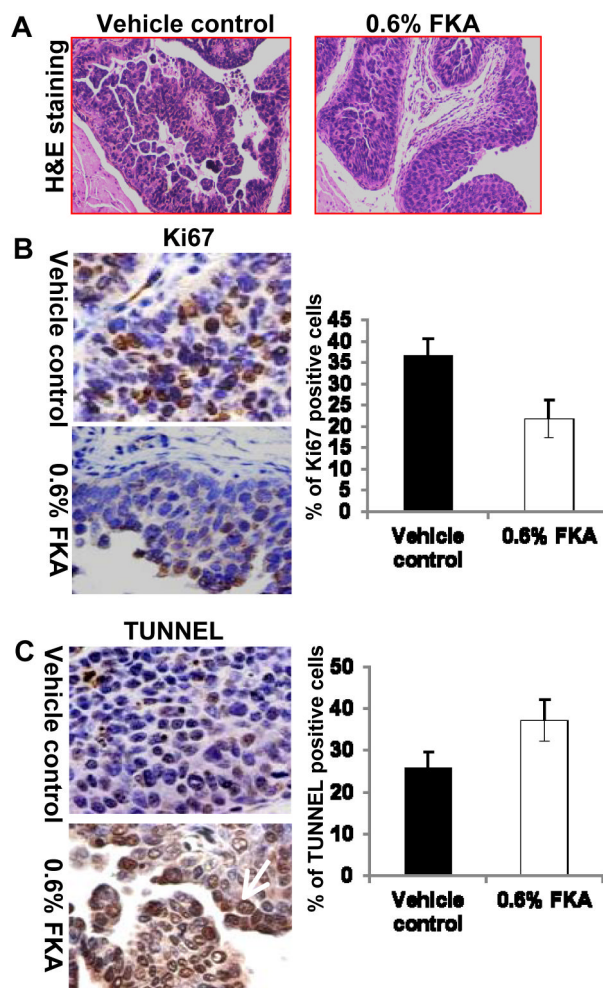 A
Vehicle control
0.6% FKA
H&E staining
B
Ki67
Vehicle control
0.6% FKA
% of Ki67 positive cells
45
40
35
30
25
20
15
10
5
0
Vehicle
control
0.6% FKA
C
TUNNEL
Vehicle control
0.6% FKA
% of TUNNEL positive cells
50
40
30
20
10
0
Vehicle
control
0.6% FKA